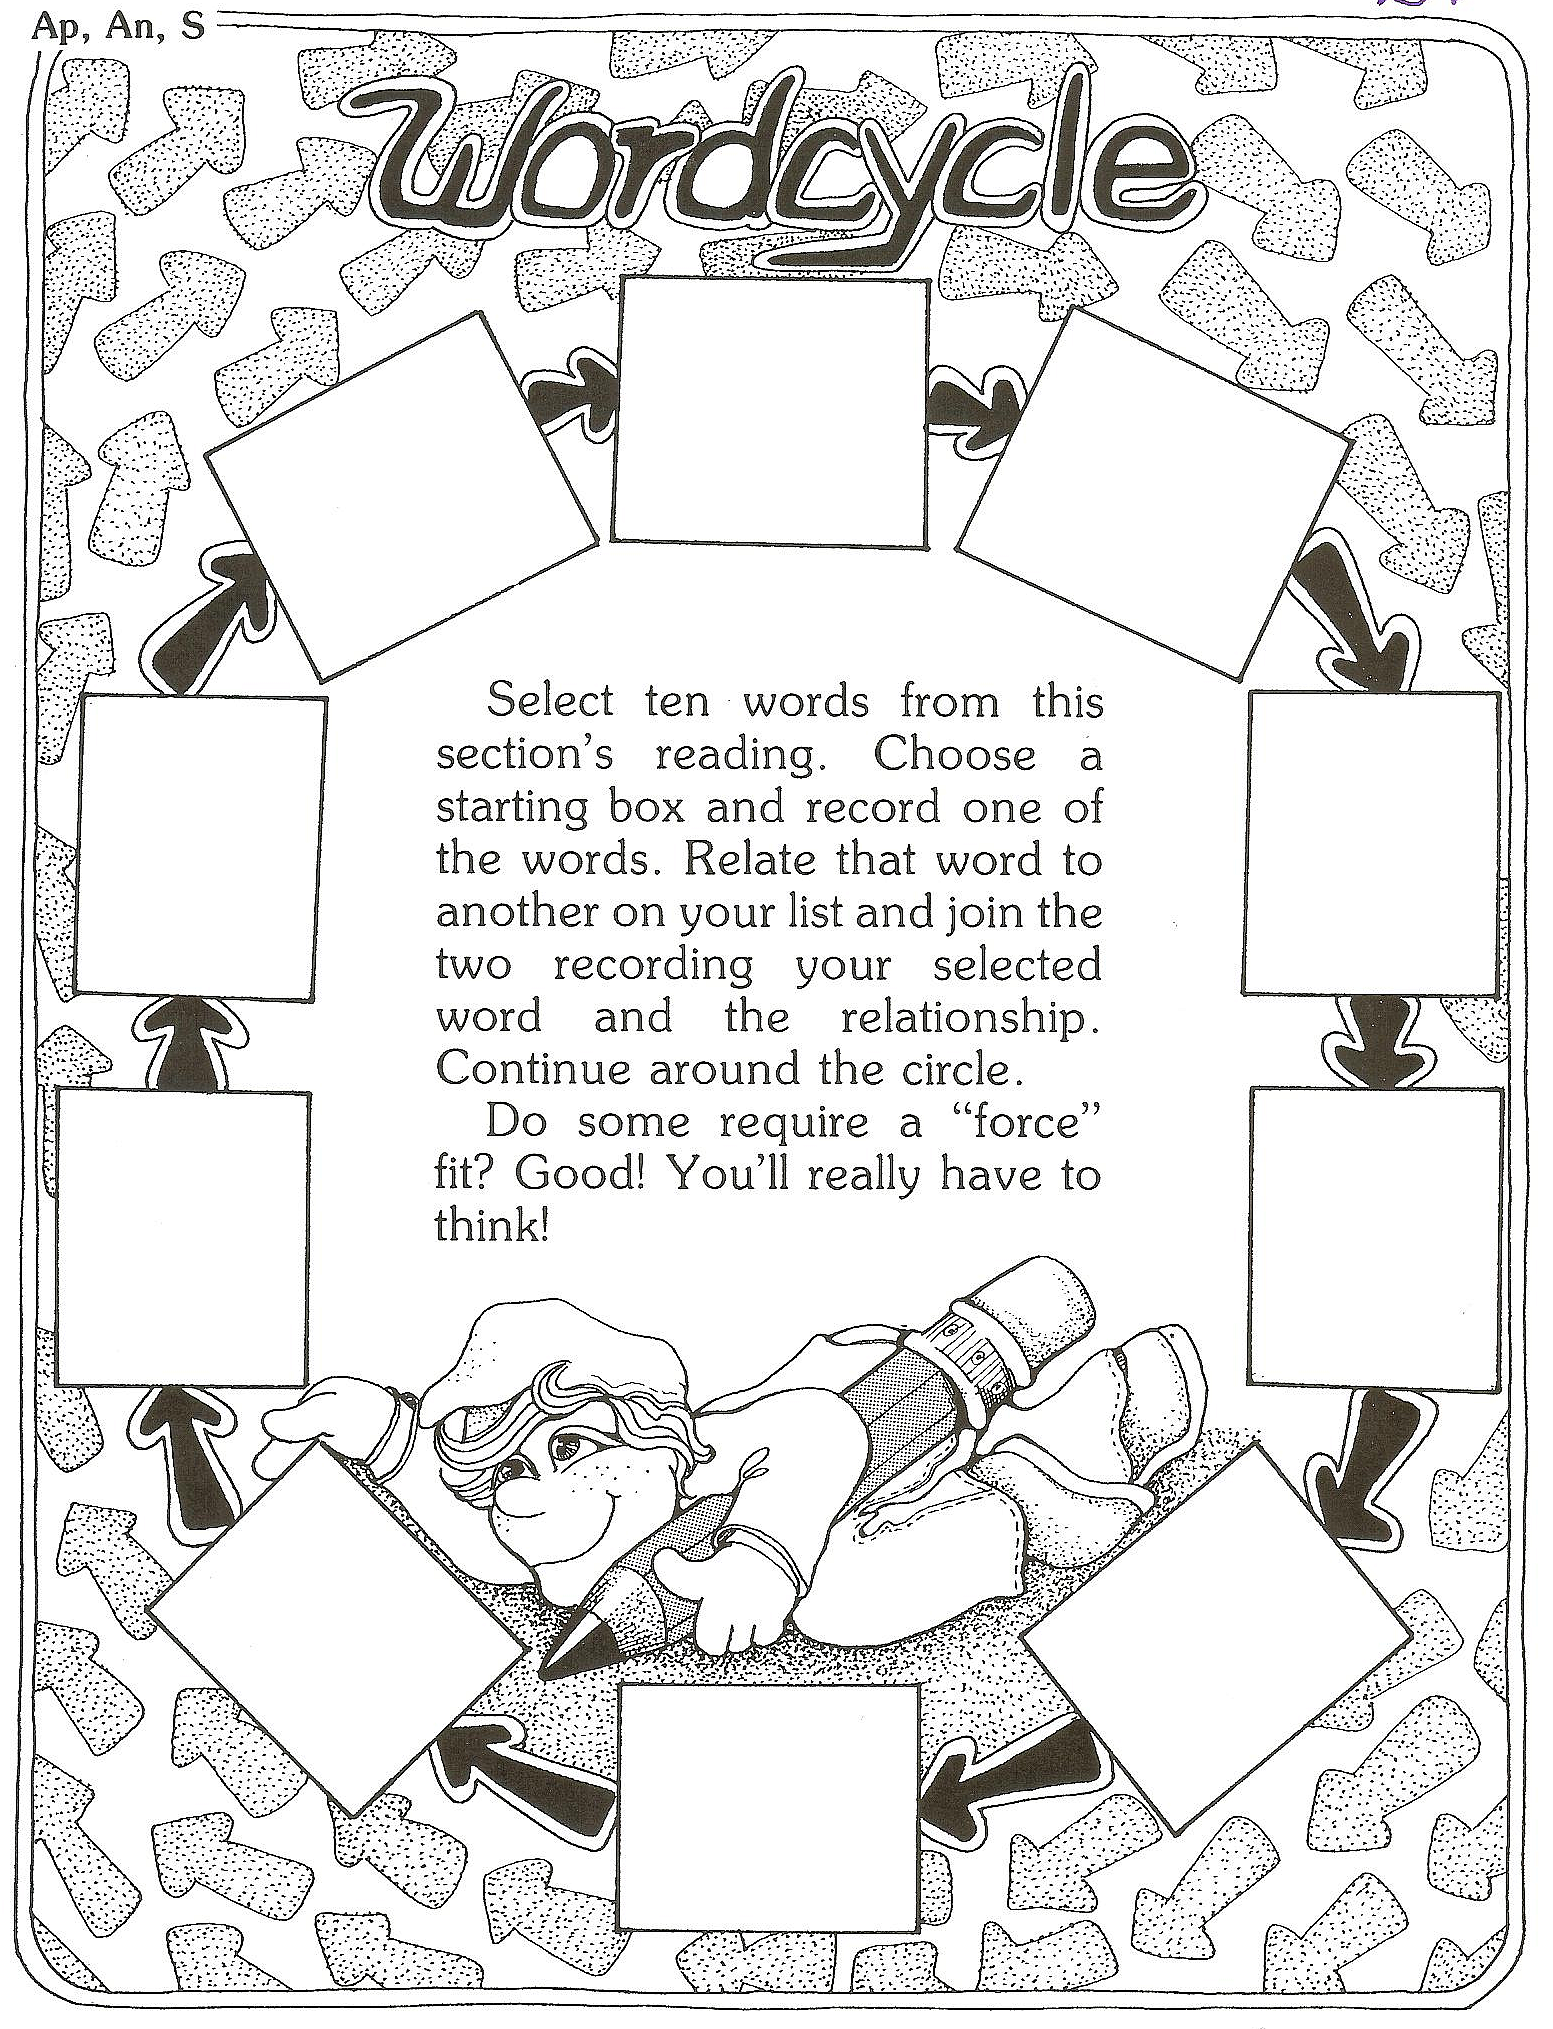 Ap, An, S
Wordcycle
Select ten words from this
section's reading. Choose a
starting box and record one of
the words. Relate that word to
another on your list and join the
two recording your selected
word and the relationship.
Continue around the circle.
Do some require a “force”
fit? Good! You'll really have to
think!